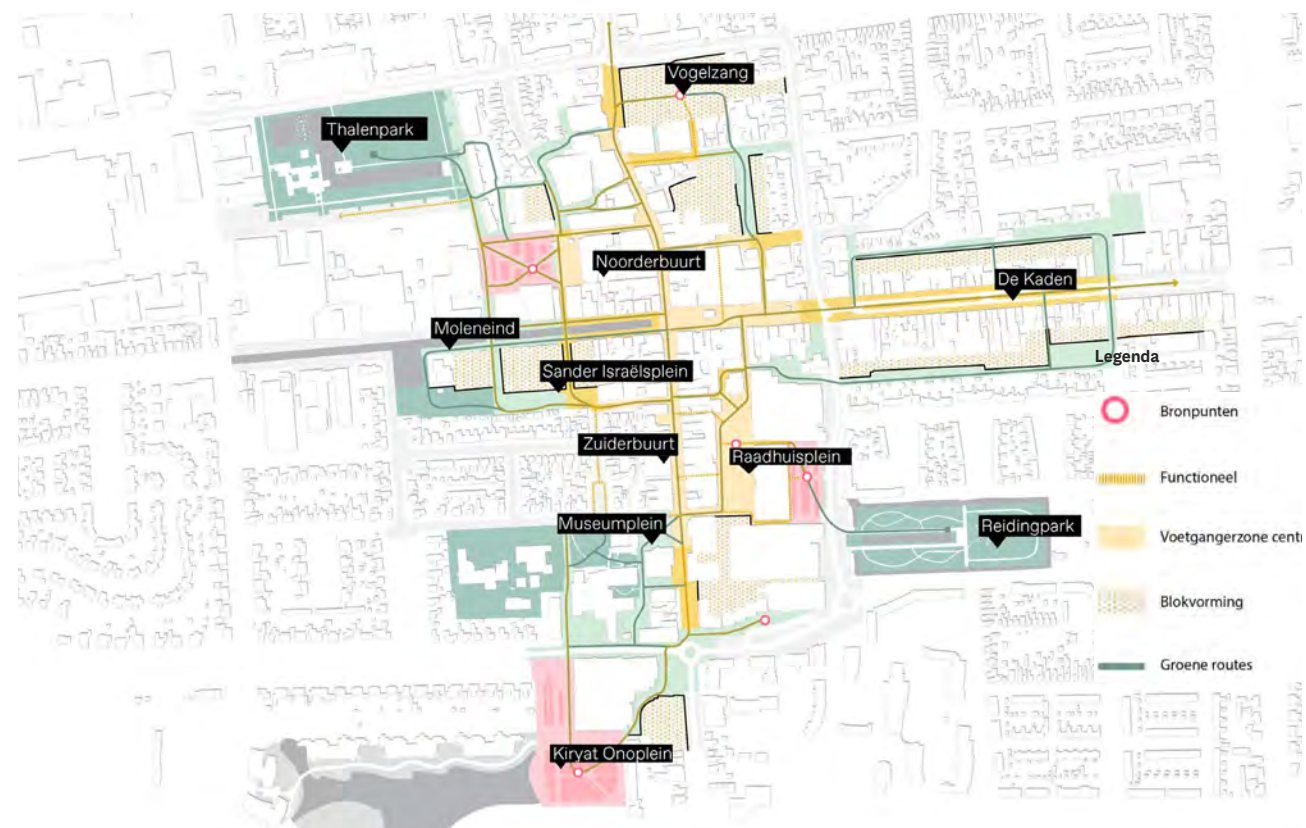 Vogelzang
Thalenpark
Noorderbuurt
De Kaden
Moleneind
Sander Israëlsplein
Zuiderbuurt
Raadhuisplein
Museumplein
Reidingpark
Kiryat Onoplein
Legenda
Bronpunten
Functioneel
Voetgangerzone centr
Blokvorming
Groene routes